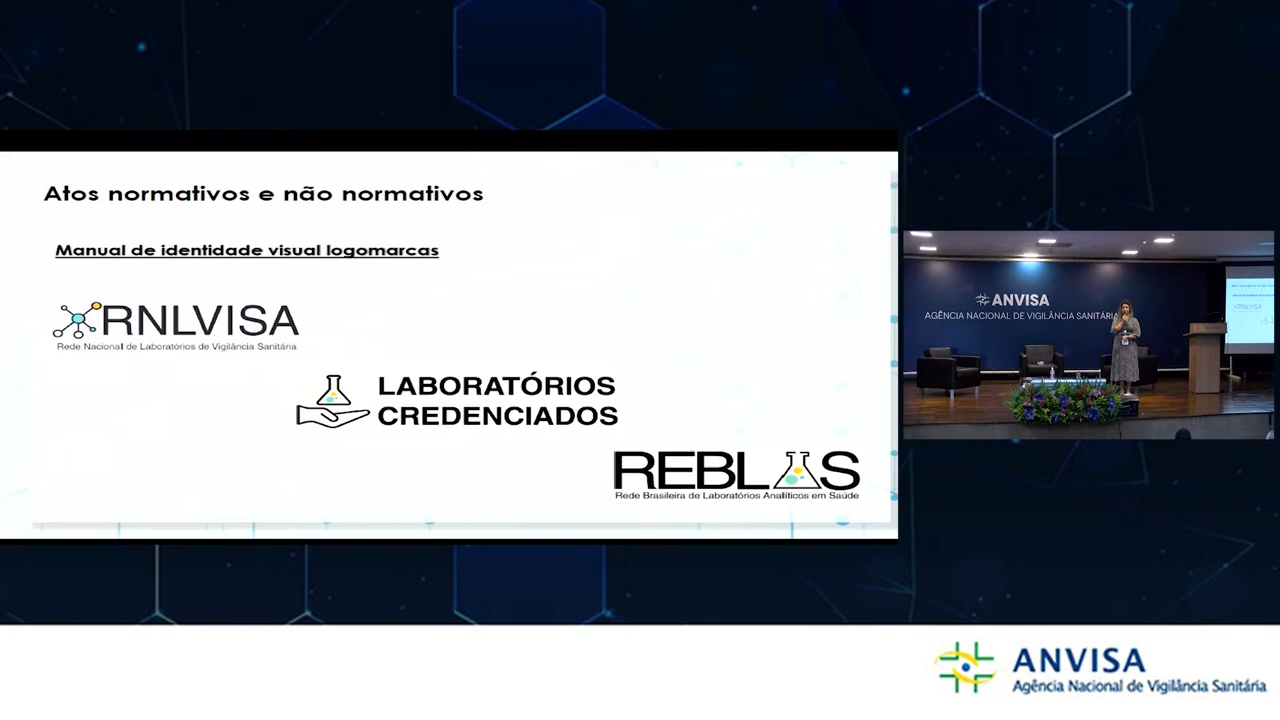 Atos normativos e não normativos
Manual de identidade visual logomarcas
RNLVISA
Rede Nacional de Laboratórios de Vigilância Sanitária
LABORATÓRIOS
CREDENCIADOS
REBLAS
Rede Brasileira de Laboratórios Analíticos em Saúde
ANVISA
AGÊNCIA NACIONAL DE VIGILÂNCIA SANITÁRIA
ANVISA
Agência Nacional de Vigilância Sanitária